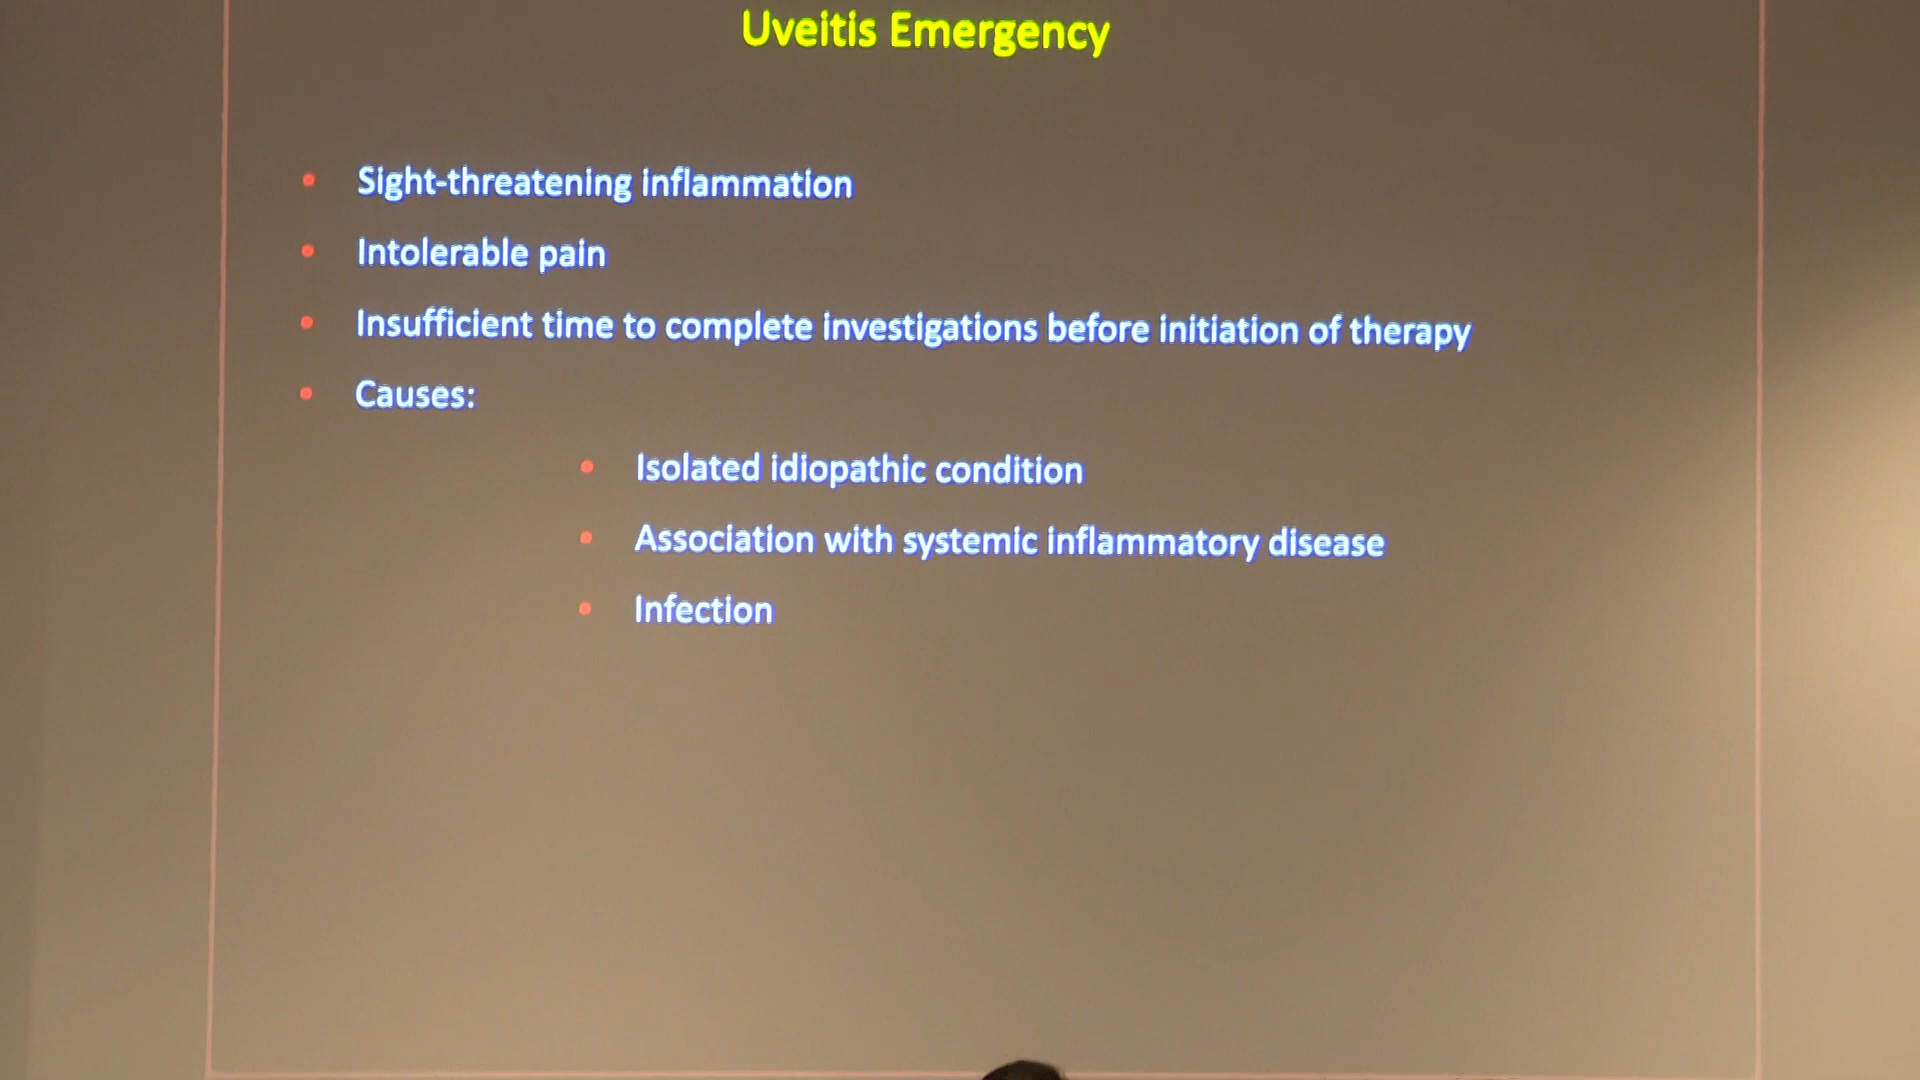 Uveitis Emergency
• Sight-threatening inflammation
• Intolerable pain
• Insufficient time to complete investigations before initiation of therapy
• Causes:
• Isolated idiopathic condition
• Association with systemic inflammatory disease
• Infection